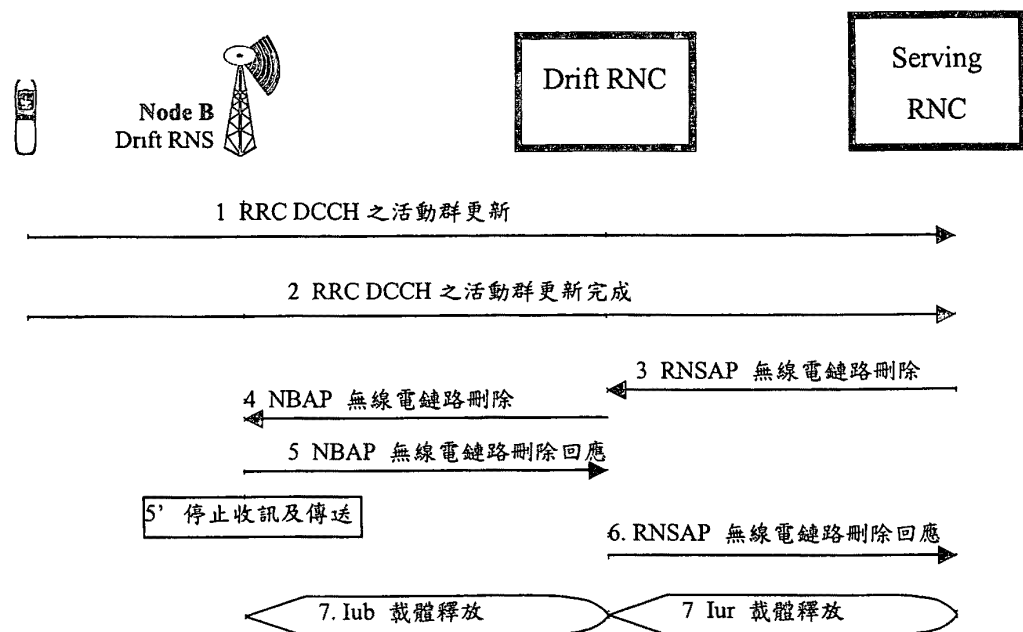 Node B
Drift RNS
Drift RNC
Serving
RNC
1 RRC DCCH 之活動群更新
2 RRC DCCH 之活動群更新完成
3 RNSAP 無線電鏈路刪除
4 NBAP 無線電鏈路刪除
5 NBAP 無線電鏈路刪除回應
5’ 停止收訊及傳送
6. RNSAP 無線電鏈路刪除回應
7. Iub 載體釋放
7 Iur 載體釋放